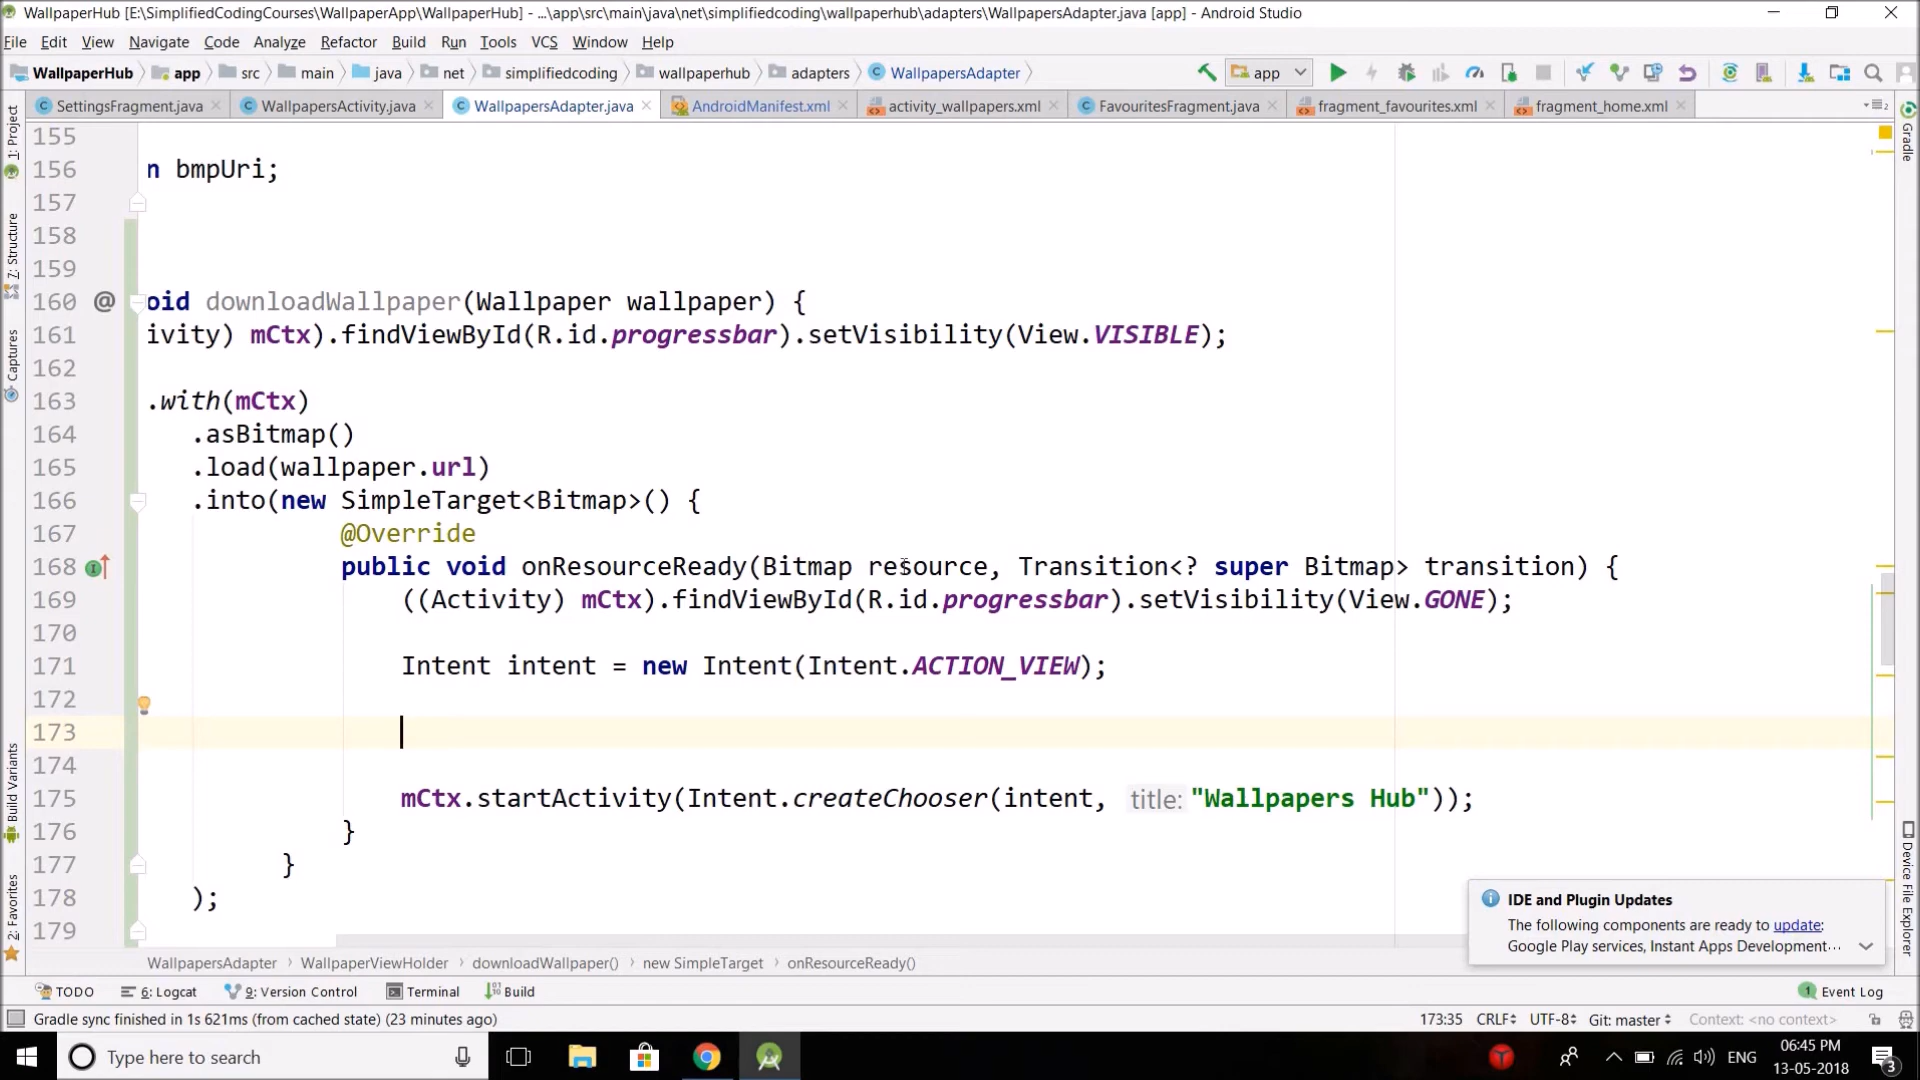 WallpaperHub [E:\SimplifiedCodingCourses\WallpaperApp\WallpaperHub] - ...\app\src\main\java\net\simplifiedcoding\wallpaperhub\adapters\WallpapersAdapter.java [app] - Android Studio
File Edit View Navigate Code Analyze Refactor Build Run Tools VCS Window Help
WallpaperHub app src main java net simplifiedcoding wallpaperhub adapters WallpapersAdapter app
SettingsFragment.java WallpapersActivity.java WallpapersAdapter.java AndroidManifest.xml activity_wallpapers.xml FavouritesFragment.java fragment_favourites.xml fragment_home.xml
1: Project
7: Structure
Captures
Build Variants
2: Favorites
Gradle
Device File Explorer
155
156 n bmpUri;
157
158
159
160 @ oid downloadWallpaper(Wallpaper wallpaper) {
161 ivity) mCtx).findViewById(R.id.progressbar).setVisibility(View.VISIBLE);
162
163 .with(mCtx)
164 .asBitmap()
165 .load(wallpaper.url)
166 .into(new SimpleTarget<Bitmap>() {
167 @Override
168 public void onResourceReady(Bitmap resource, Transition<? super Bitmap> transition) {
169 ((Activity) mCtx).findViewById(R.id.progressbar).setVisibility(View.GONE);
170
171 Intent intent = new Intent(Intent.ACTION_VIEW);
172
173
174
175 mCtx.startActivity(Intent.createChooser(intent, title: "Wallpapers Hub"));
176 }
177 }
178 );
179
IDE and Plugin Updates
The following components are ready to update:
Google Play services, Instant Apps Development...
WallpapersAdapter WallpaperViewHolder downloadWallpaper() new SimpleTarget onResourceReady()
TODO 6: Logcat 9: Version Control Terminal Build 1 Event Log
Gradle sync finished in 1s 621ms (from cached state) (23 minutes ago) 173:35 CRLF UTF-8 Git: master Context: <no context>
Type here to search ENG 06:45 PM
13-05-2018 3